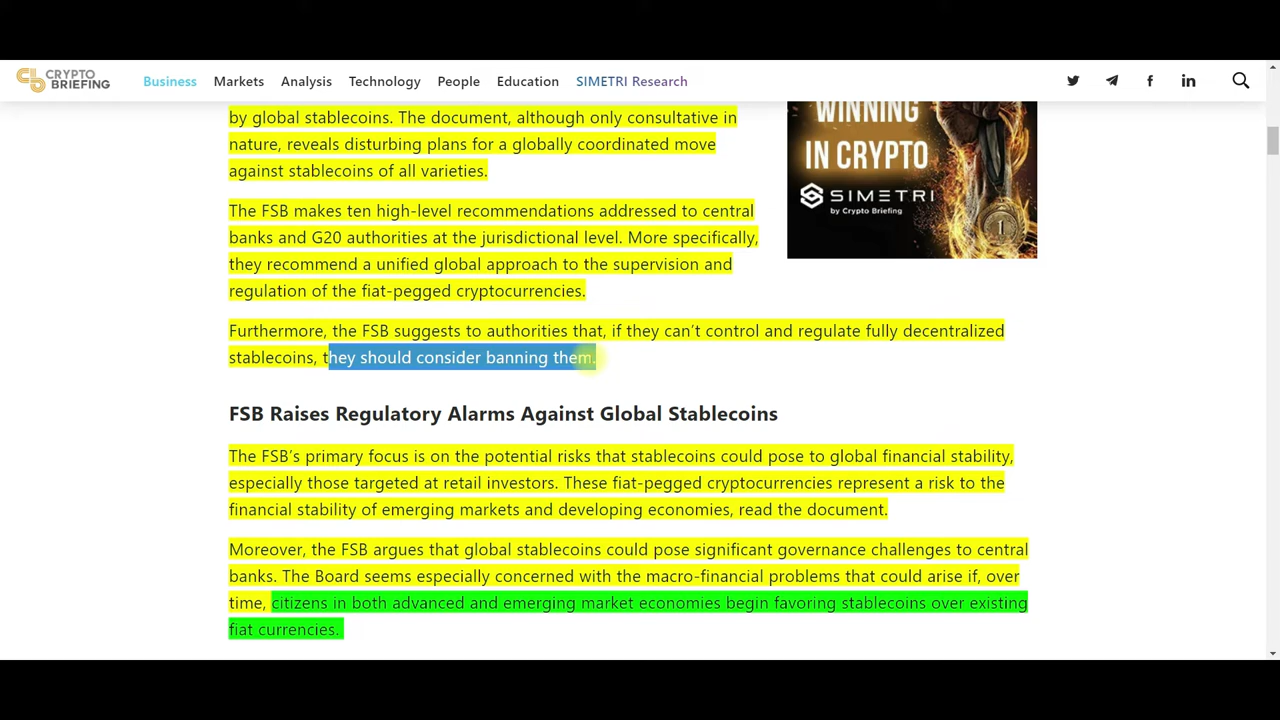 CRYPTO
BRIEFING
Business Markets Analysis Technology People Education SIMETRI Research
by global stablecoins. The document, although only consultative in
nature, reveals disturbing plans for a globally coordinated move
against stablecoins of all varieties.
WINNING
IN CRYPTO
SIMETRI
by Crypto Briefing
1
The FSB makes ten high-level recommendations addressed to central
banks and G20 authorities at the jurisdictional level. More specifically,
they recommend a unified global approach to the supervision and
regulation of the fiat-pegged cryptocurrencies.
Furthermore, the FSB suggests to authorities that, if they can’t control and regulate fully decentralized
stablecoins, they should consider banning them.
FSB Raises Regulatory Alarms Against Global Stablecoins
The FSB’s primary focus is on the potential risks that stablecoins could pose to global financial stability,
especially those targeted at retail investors. These fiat-pegged cryptocurrencies represent a risk to the
financial stability of emerging markets and developing economies, read the document.
Moreover, the FSB argues that global stablecoins could pose significant governance challenges to central
banks. The Board seems especially concerned with the macro-financial problems that could arise if, over
time, citizens in both advanced and emerging market economies begin favoring stablecoins over existing
fiat currencies.